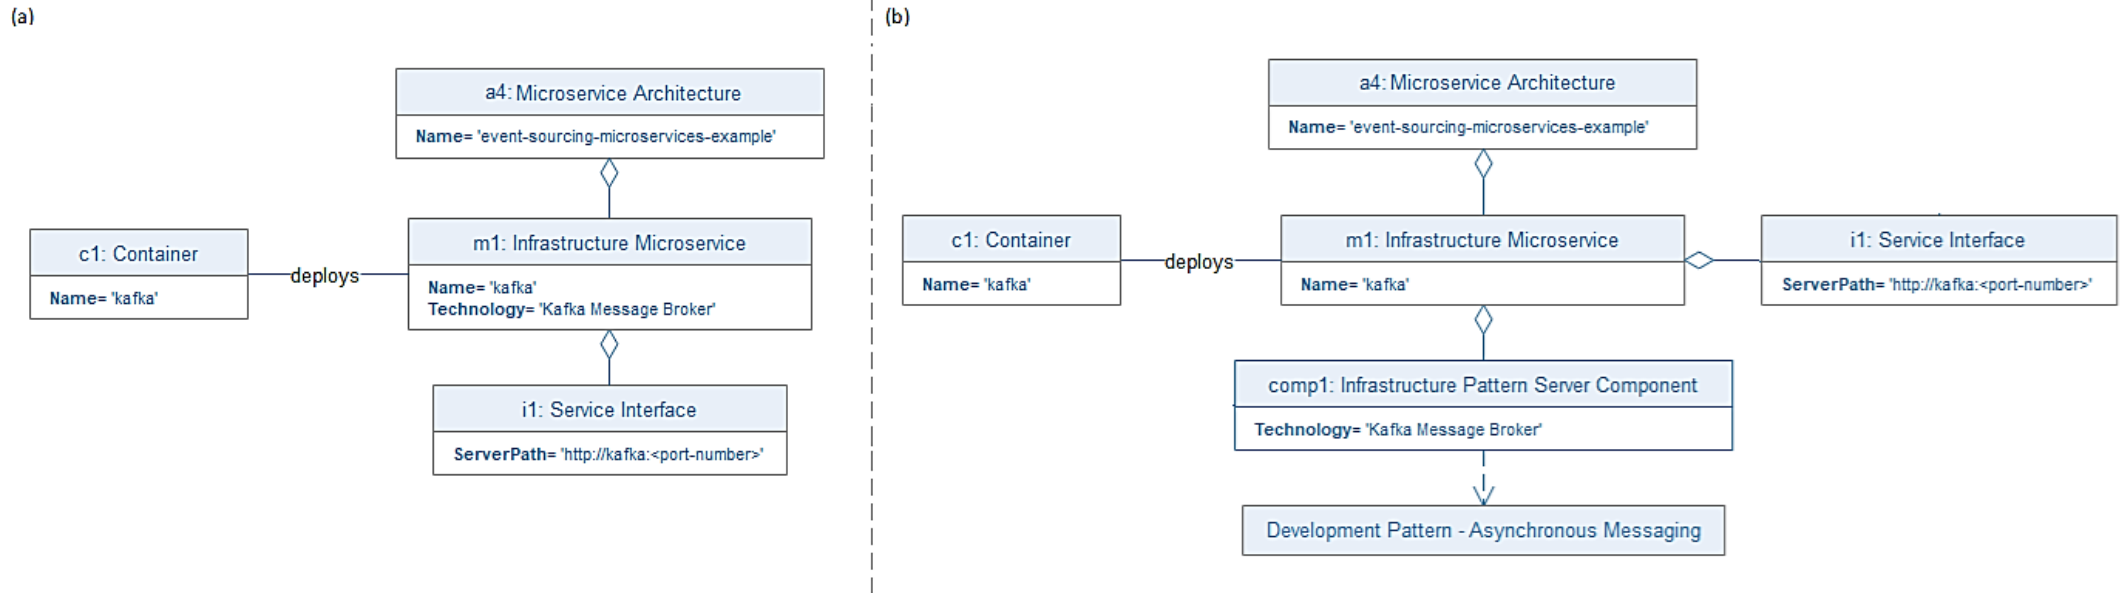 (a)
a4: Microservice Architecture
Name= 'event-sourcing-microservices-example'
c1: Container
Name= 'kafka'
deploys
m1: Infrastructure Microservice
Name= 'kafka'
Technology= 'Kafka Message Broker'
i1: Service Interface
ServerPath= 'http://kafka:<port-number>'
(b)
a4: Microservice Architecture
Name= 'event-sourcing-microservices-example'
c1: Container
Name= 'kafka'
deploys
m1: Infrastructure Microservice
Name= 'kafka'
i1: Service Interface
ServerPath= 'http://kafka:<port-number>'
comp1: Infrastructure Pattern Server Component
Technology= 'Kafka Message Broker'
Development Pattern - Asynchronous Messaging